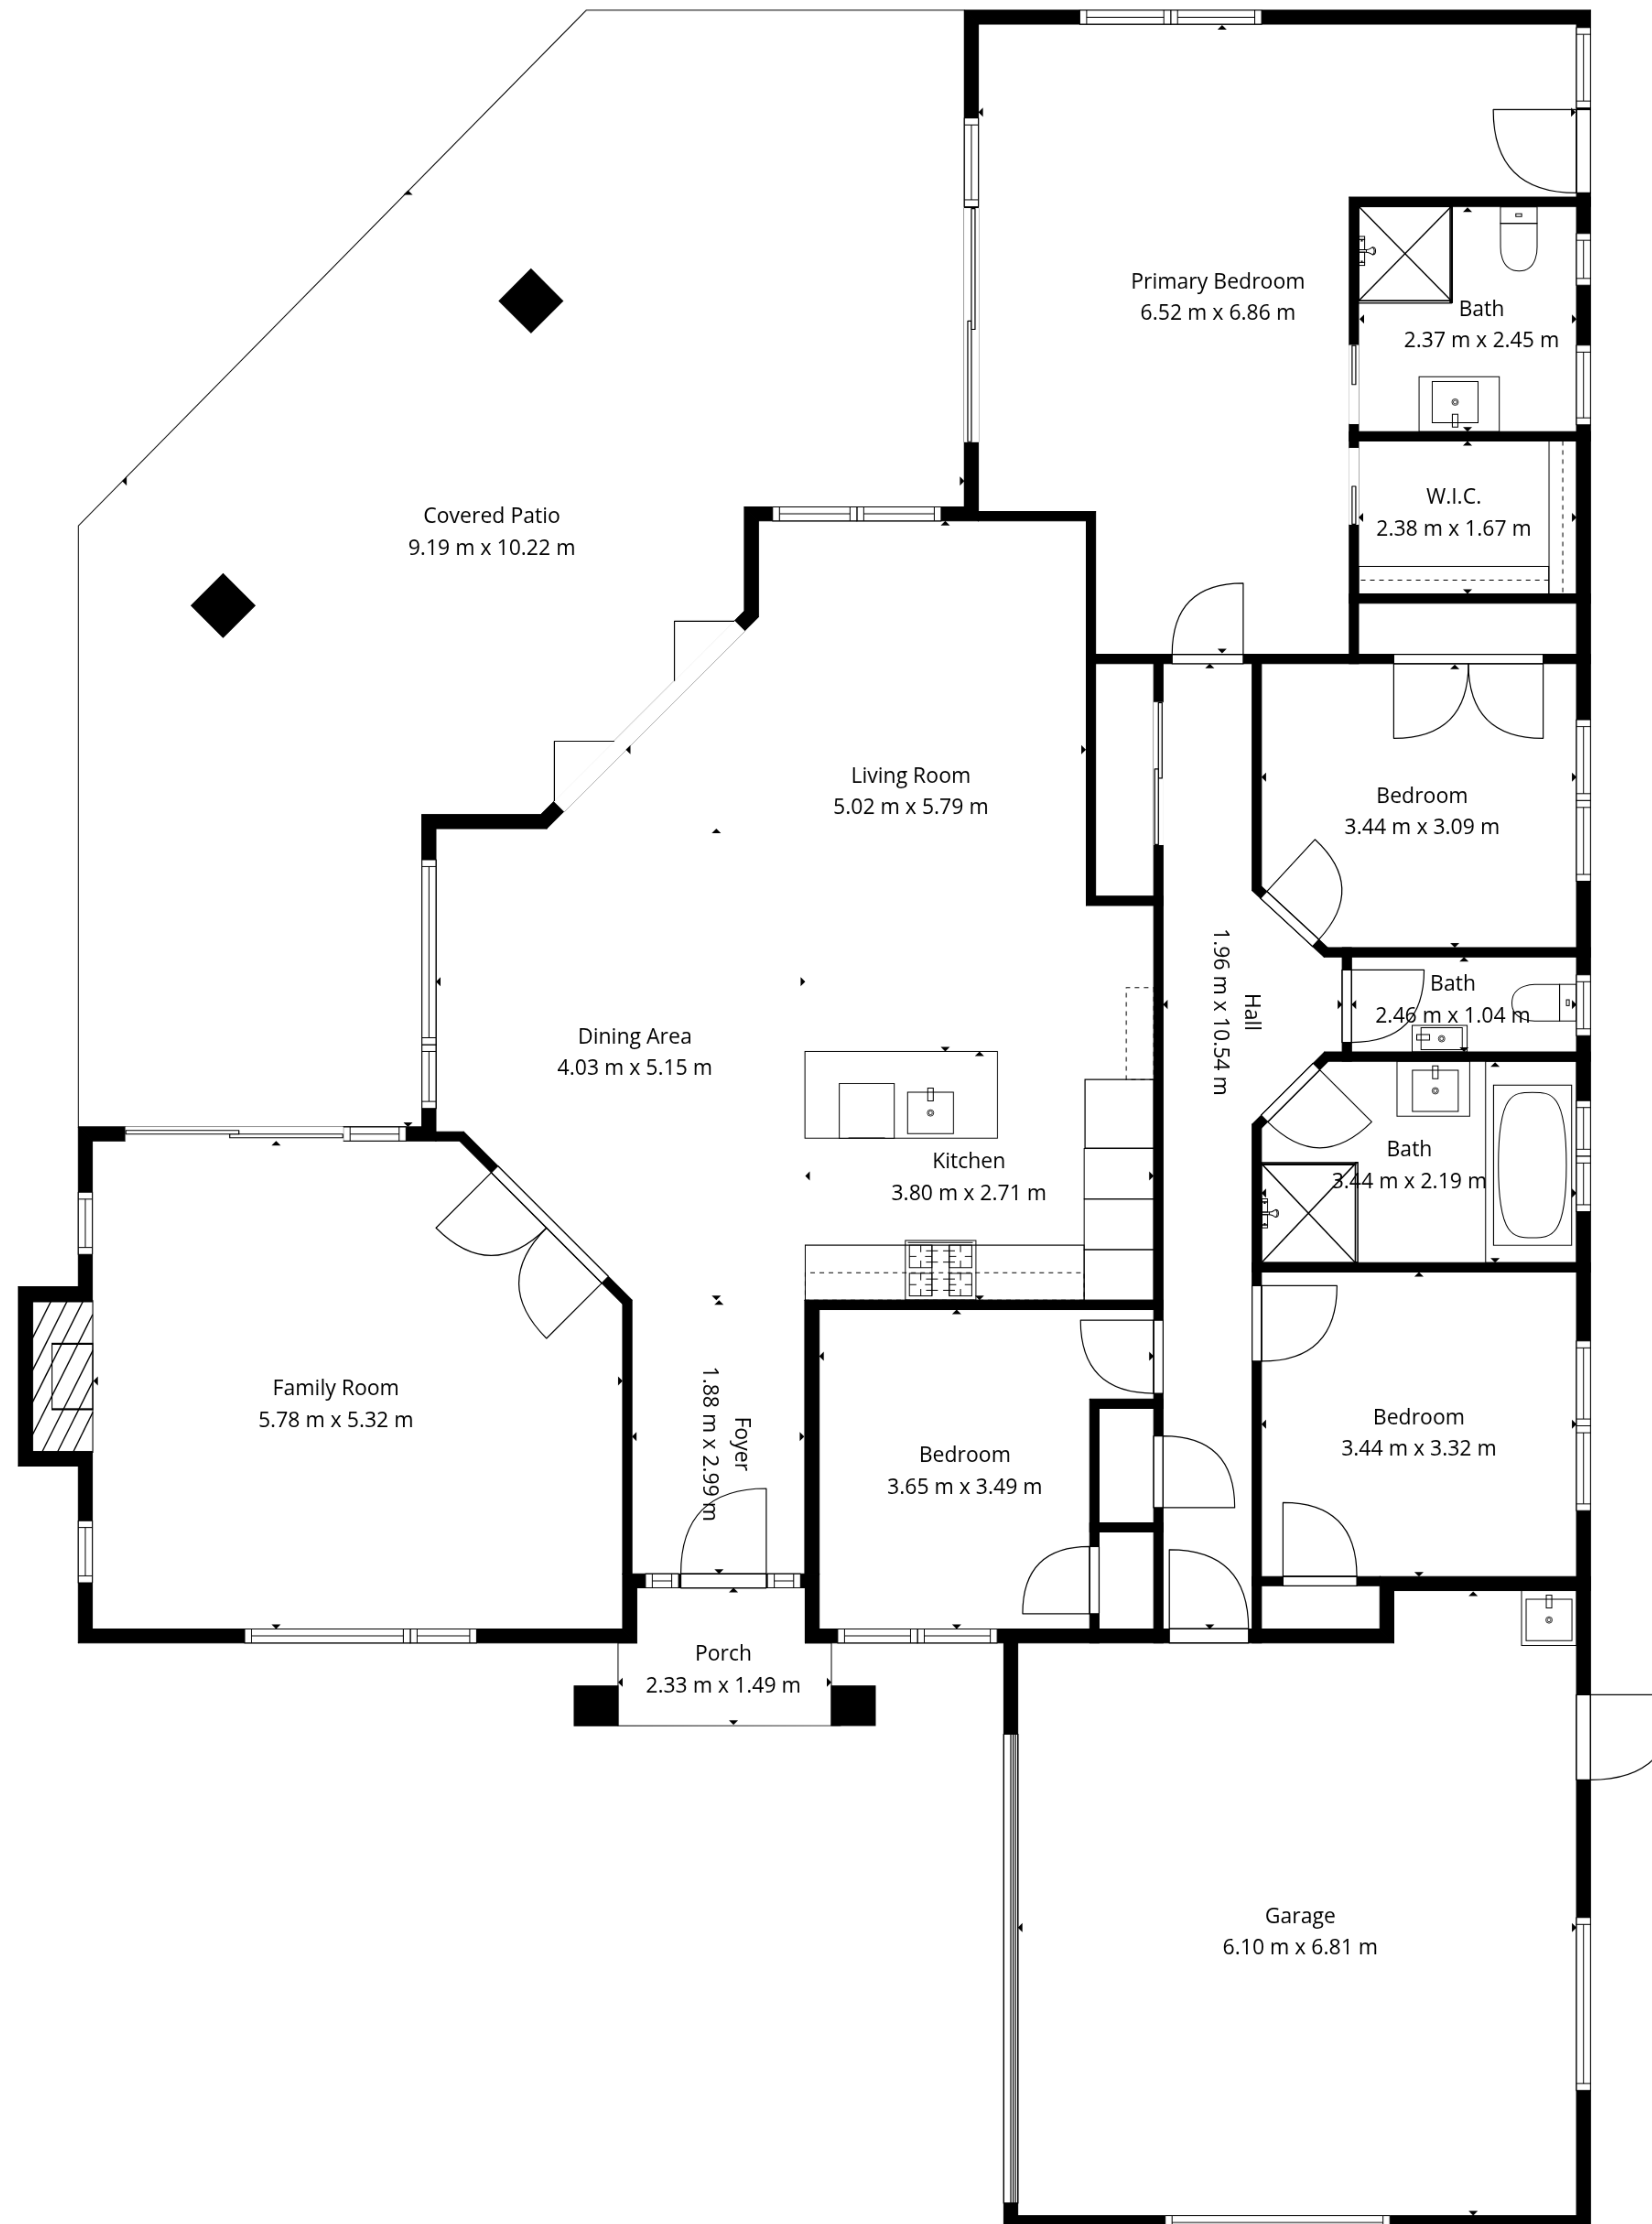 Primary Bedroom
6.52 m x 6.86 m
Bath
2.37 m x 2.45 m
W.I.C.
2.38 m x 1.67 m
Covered Patio
9.19 m x 10.22 m
Living Room
5.02 m x 5.79 m
Bedroom
3.44 m x 3.09 m
Hall
1.96 m x 10.54 m
Bath
2.46 m x 1.04 m
Dining Area
4.03 m x 5.15 m
Kitchen
3.80 m x 2.71 m
Bath
3.44 m x 2.19 m
Family Room
5.78 m x 5.32 m
Foyer
1.88 m x 2.99 m
Bedroom
3.65 m x 3.49 m
Bedroom
3.44 m x 3.32 m
Porch
2.33 m x 1.49 m
Garage
6.10 m x 6.81 m